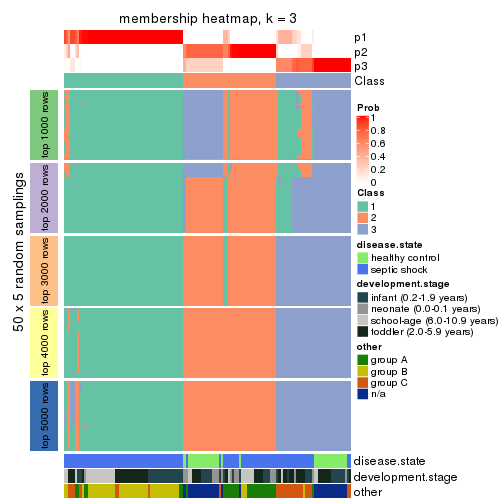 membership heatmap, k = 3
p1
p2
p3
Class
50 x 5 random samplings
top 1000 rows
top 2000 rows
top 3000 rows
top 4000 rows
top 5000 rows
Prob
1
0.8
0.6
0.4
0.2
0
Class
1
2
3
disease.state
healthy control
septic shock
development.stage
infant (0.2-1.9 years)
neonate (0.0-0.1 years)
school-age (6.0-10.9 years)
toddler (2.0-5.9 years)
other
group A
group B
group C
n/a
disease.state
development.stage
other